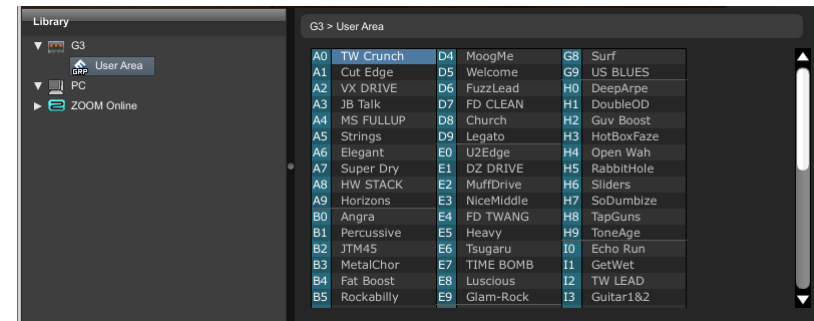 Library
G3 > User Area
G3
GRP User Area
PC
ZOOM Online
A0 TW Crunch D4 MoogMe G8 Surf
A1 Cut Edge D5 Welcome G9 US BLUES
A2 VX DRIVE D6 FuzzLead H0 DeepArpe
A3 JB Talk D7 FD CLEAN H1 DoubleOD
A4 MS FULLUP D8 Church H2 Guv Boost
A5 Strings D9 Legato H3 HotBoxFaze
A6 Elegant E0 U2Edge H4 Open Wah
A7 Super Dry E1 DZ DRIVE H5 RabbitHole
A8 HW STACK E2 MuffDrive H6 Sliders
A9 Horizons E3 NiceMiddle H7 SoDumbize
B0 Angra E4 FD TWANG H8 TapGuns
B1 Percussive E5 Heavy H9 ToneAge
B2 JTM45 E6 Tsugaru I0 Echo Run
B3 MetalChor E7 TIME BOMB I1 GetWet
B4 Fat Boost E8 Luscious I2 TW LEAD
B5 Rockabilly E9 Glam-Rock I3 Guitar1&2